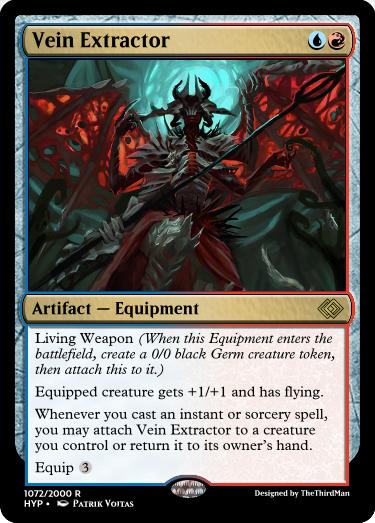 Vein Extractor
Artifact — Equipment
Living Weapon (When this Equipment enters the
battlefield, create a 0/0 black Germ creature token,
then attach this to it.)
Equipped creature gets +1/+1 and has flying.
Whenever you cast an instant or sorcery spell,
you may attach Vein Extractor to a creature
you control or return it to its owner's hand.
Equip 3
1072/2000 R
HYP • Patrik Voitas
Designed by TheThirdMan